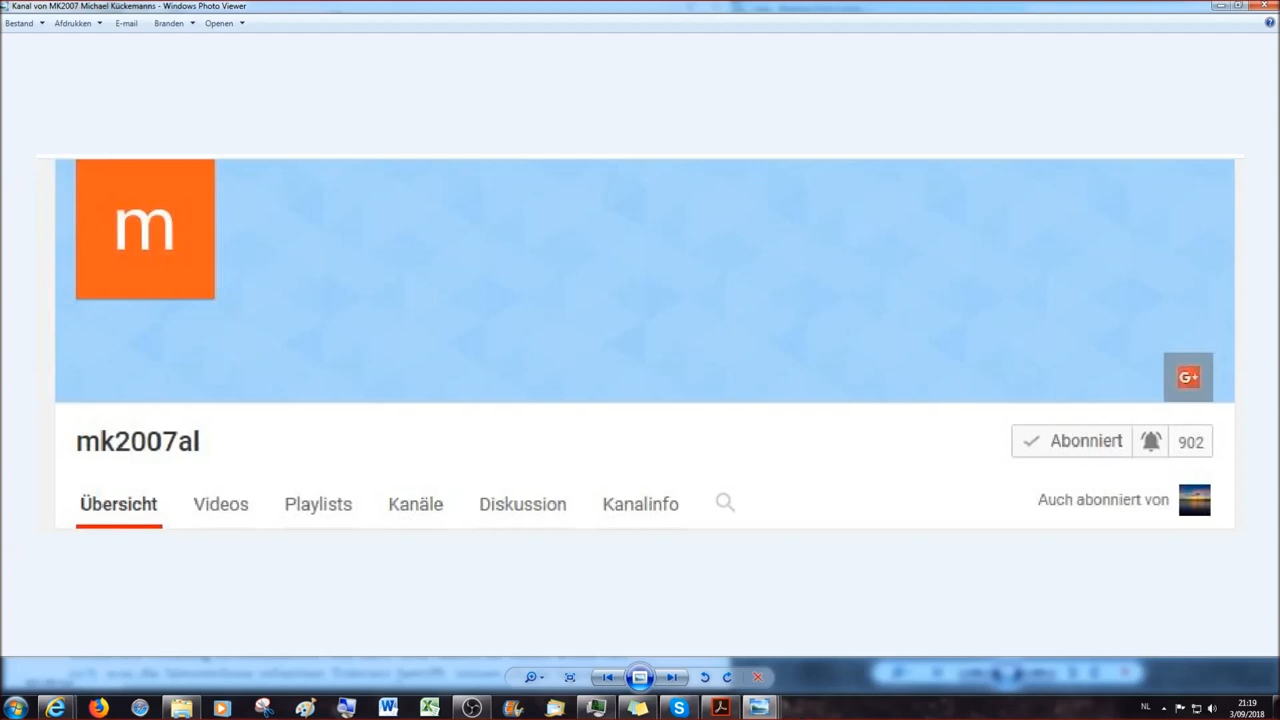 Kanal von MK2007 Michael Kückemanns - Windows Photo Viewer
Bestand Afdrukken E-mail Branden Openen
m
G+
mk2007al
Abonniert 902
Übersicht Videos Playlists Kanäle Diskussion Kanalinfo
Auch abonniert von
NL
21:19
3/09/2018